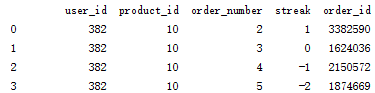 user_id product_id order_number streak order_id
0 382 10 2 1 3382590
1 382 10 3 0 1624036
2 382 10 4 -1 2150572
3 382 10 5 -2 1874669